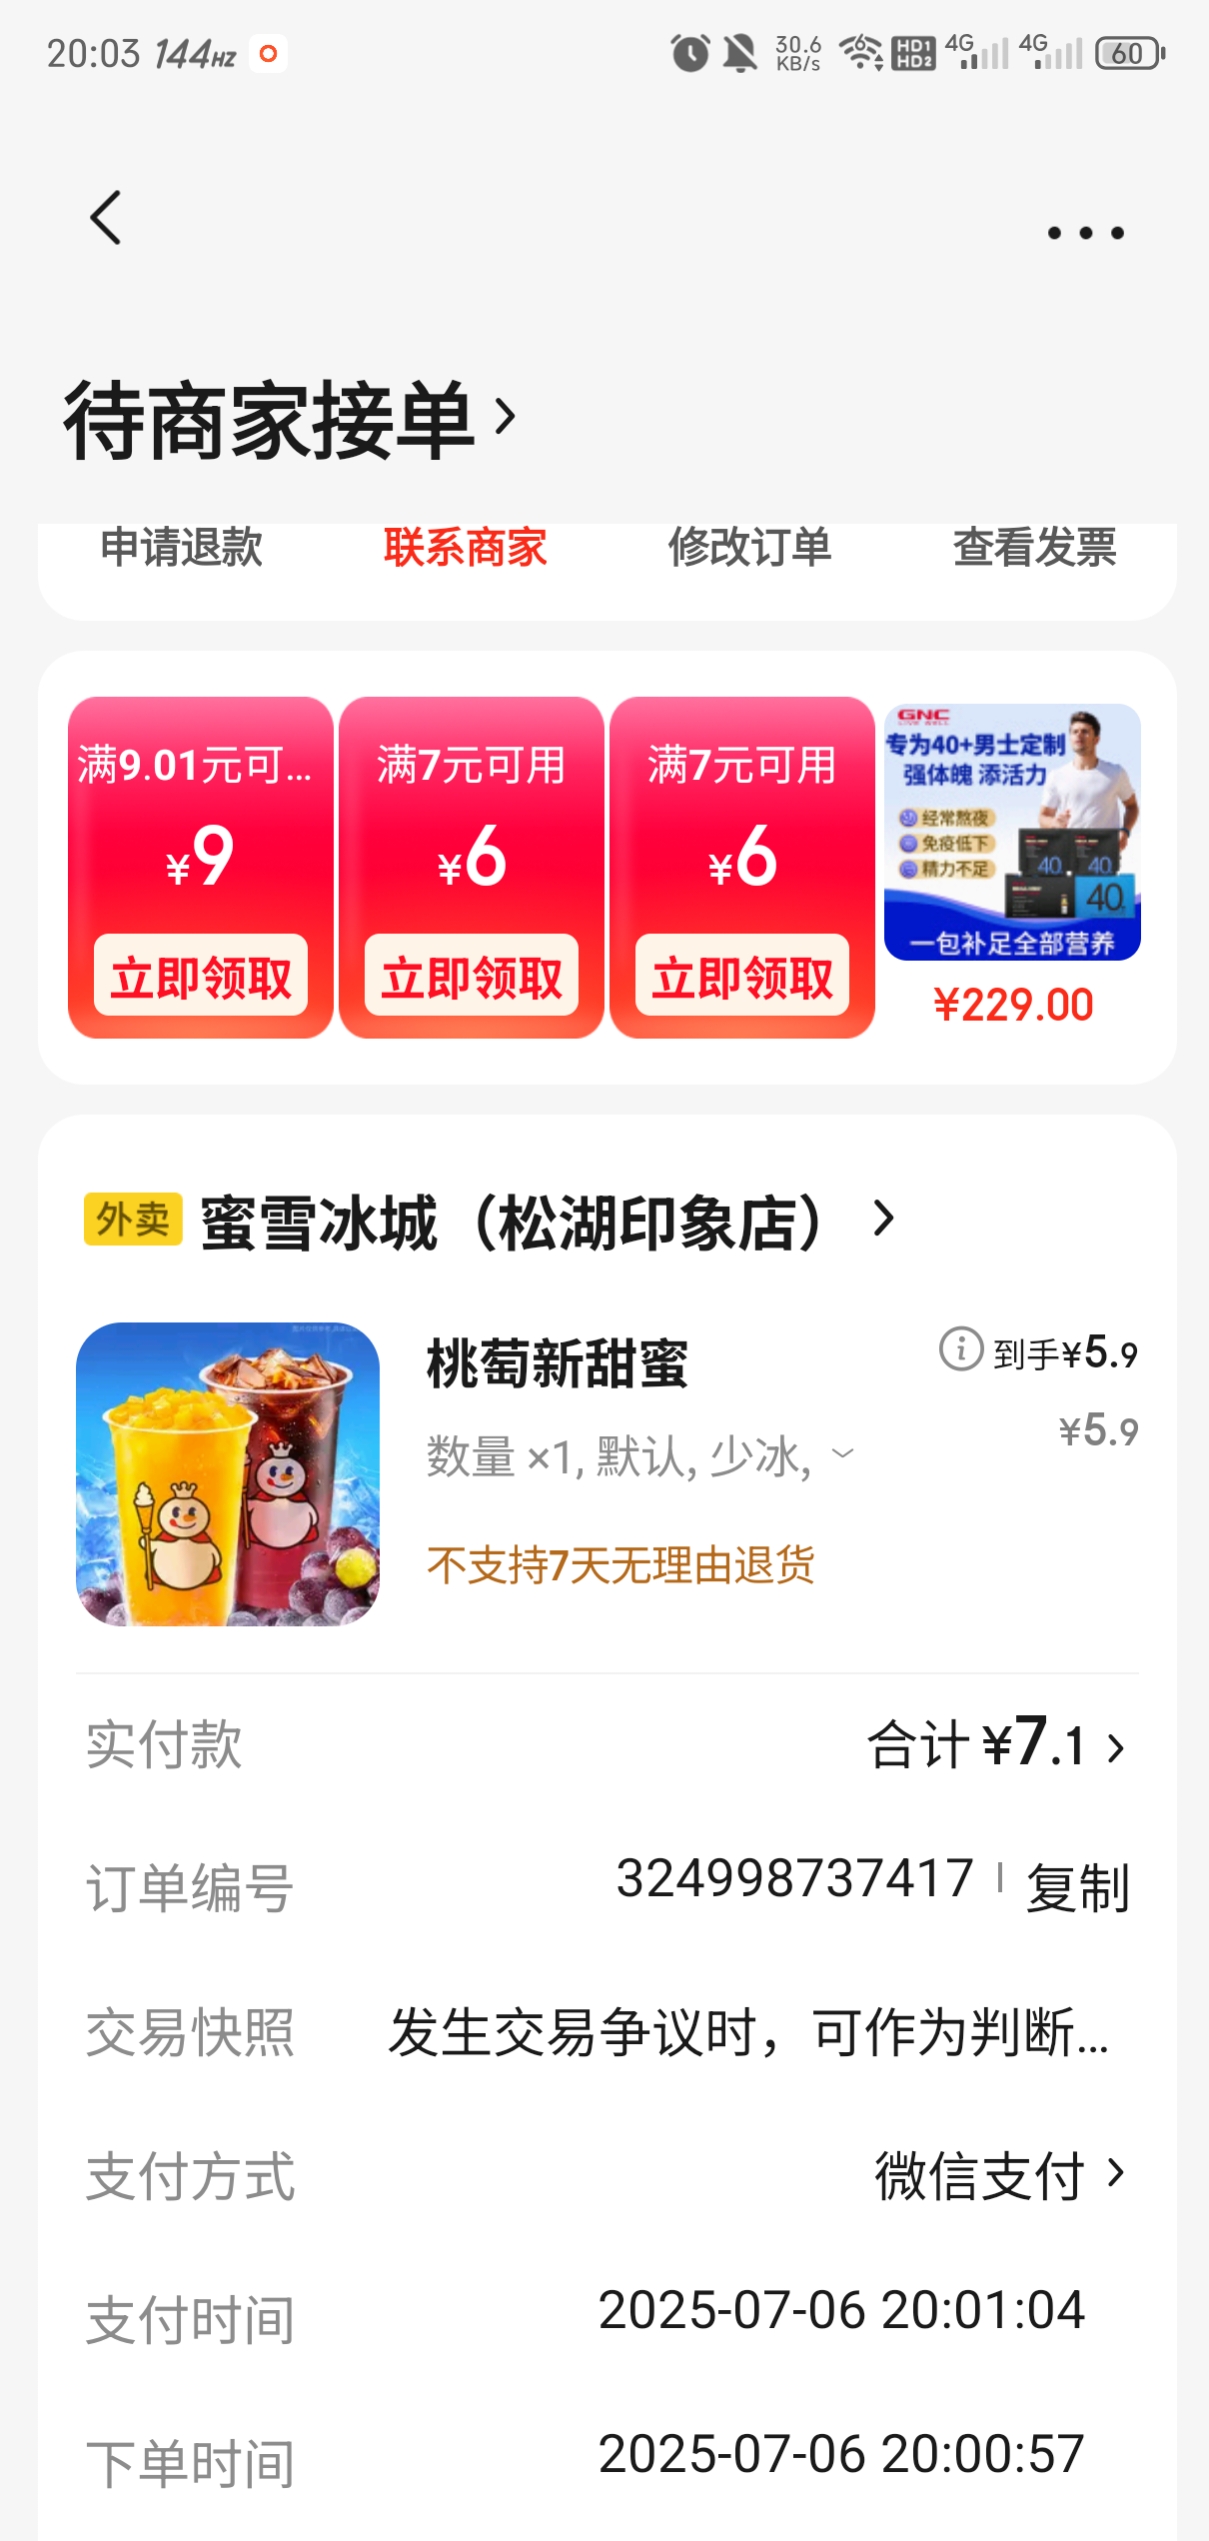 20:03 144HZ 30.6 KB/s 6 HD1 HD2 4G 4G 60
待商家接单
申请退款 联系商家 修改订单 查看发票
满9.01元可... 满7元可用 满7元可用
¥9 ¥6 ¥6
立即领取 立即领取 立即领取
GNC
LIVE WELL
专为40+男士定制
强体魄 添活力
经常熬夜
免疫低下
精力不足
40 40
40
一包补足全部营养
¥229.00
外卖 蜜雪冰城（松湖印象店）
桃萄新甜蜜 到手¥5.9
数量 ×1, 默认, 少冰, ¥5.9
不支持7天无理由退货
实付款 合计 ¥7.1
订单编号 324998737417 复制
交易快照 发生交易争议时，可作为判断...
支付方式 微信支付
支付时间 2025-07-06 20:01:04
下单时间 2025-07-06 20:00:57